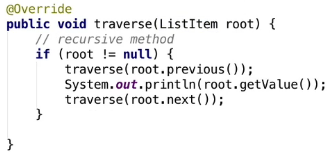 @Override
public void traverse(ListItem root) {
// recursive method
if (root != null) {
traverse(root.previous());
System.out.println(root.getValue());
traverse(root.next());
}
}